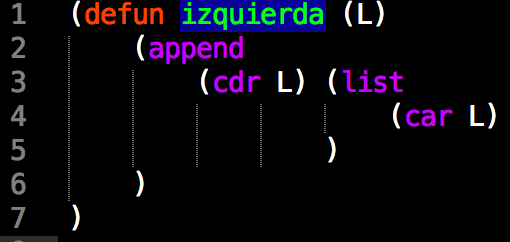 1 (defun izquierda (L)
2 (append
3 (cdr L) (list
4 (car L)
5 )
6 )
7 )